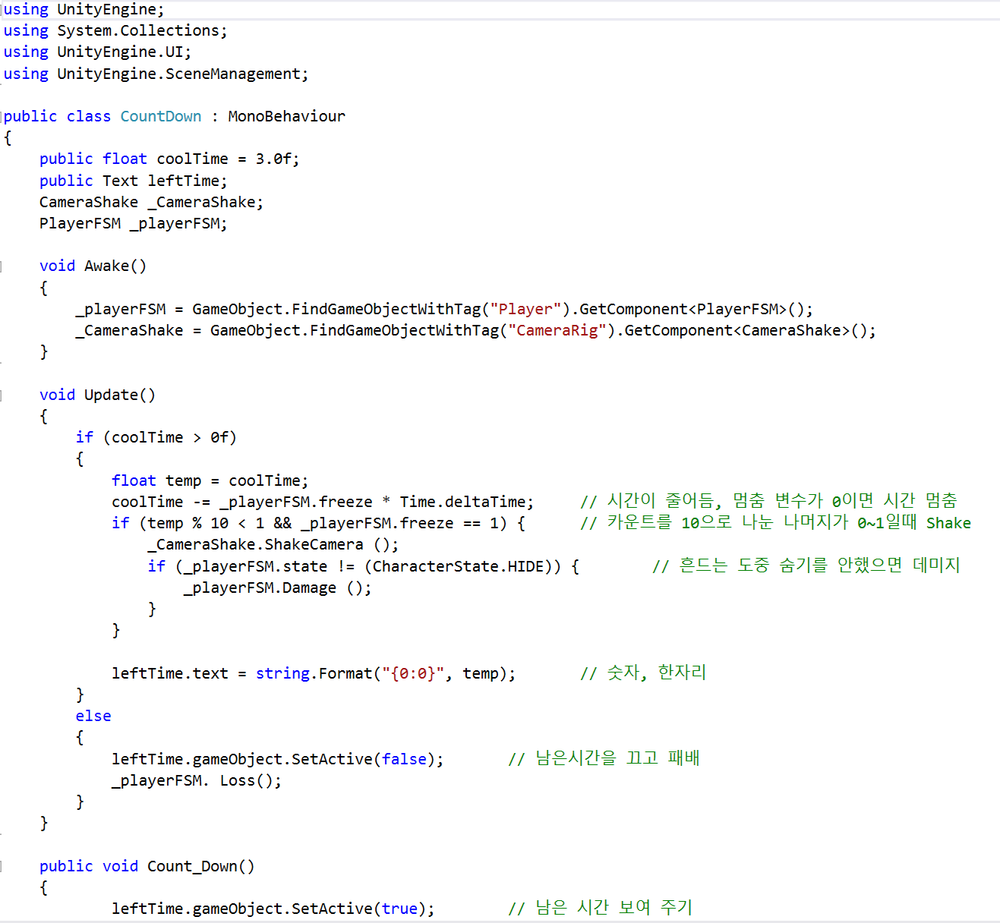 using UnityEngine;
using System.Collections;
using UnityEngine.UI;
using UnityEngine.SceneManagement;
public class CountDown : MonoBehaviour
{
    public float coolTime = 3.0f;
    public Text leftTime;
    CameraShake _CameraShake;
    PlayerFSM _playerFSM;
    void Awake()
    {
        _playerFSM = GameObject.FindGameObjectWithTag("Player").GetComponent<PlayerFSM>();
        _CameraShake = GameObject.FindGameObjectWithTag("CameraRig").GetComponent<CameraShake>();
    }
    void Update()
    {
        if (coolTime > 0f)
        {
            float temp = coolTime;
            coolTime -= _playerFSM.freeze * Time.deltaTime;     // 시간이 줄어듬, 멈춤 변수가 0이면 시간 멈춤
            if (temp % 10 < 1 && _playerFSM.freeze == 1) {      // 카운트를 10으로 나눈 나머지가 0~1일때 Shake
                _CameraShake.ShakeCamera ();
                if (_playerFSM.state != (CharacterState.HIDE)) {        // 흔드는 도중 숨기를 안했으면 데미지
                    _playerFSM.Damage ();
                }
            }
            leftTime.text = string.Format("{0:0}", temp);       // 숫자, 한자리
        }
        else
        {
            leftTime.gameObject.SetActive(false);       // 남은시간을 끄고 패배
            _playerFSM. Loss();
        }
    }
    public void Count_Down()
    {
            leftTime.gameObject.SetActive(true);        // 남은 시간 보여 주기